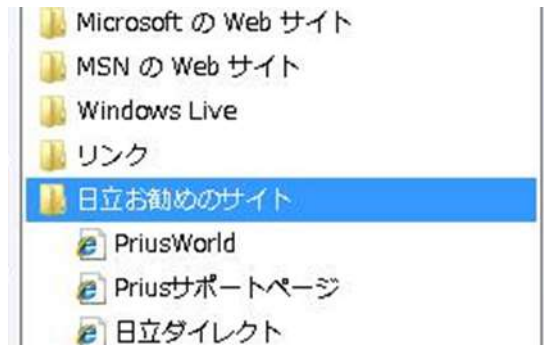 Microsoft の Web サイト
MSN の Web サイト
Windows Live
リンク
日立お勧めのサイト
PriusWorld
Priusサポートページ
日立ダイレクト